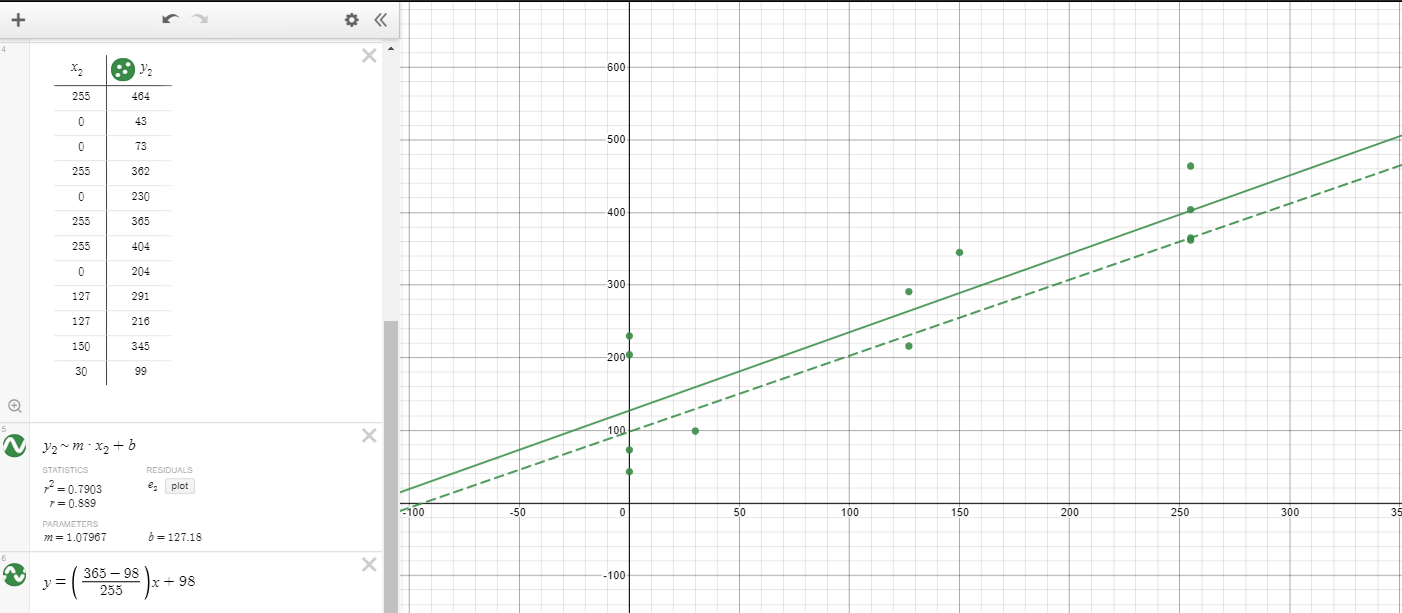 4
x₂ y₂
255 464
0 43
0 73
255 362
0 230
255 365
255 404
0 204
127 291
127 216
150 345
30 99
5
y₂ ~ m · x₂ + b
STATISTICS RESIDUALS
r² = 0.7903 e₂ plot
r = 0.889
PARAMETERS
m = 1.07967 b = 127.18
6
y = ((365 − 98)/255)x + 98
600
500
400
300
200
100
-100 -50 0 50 100 150 200 250 300 35
-100